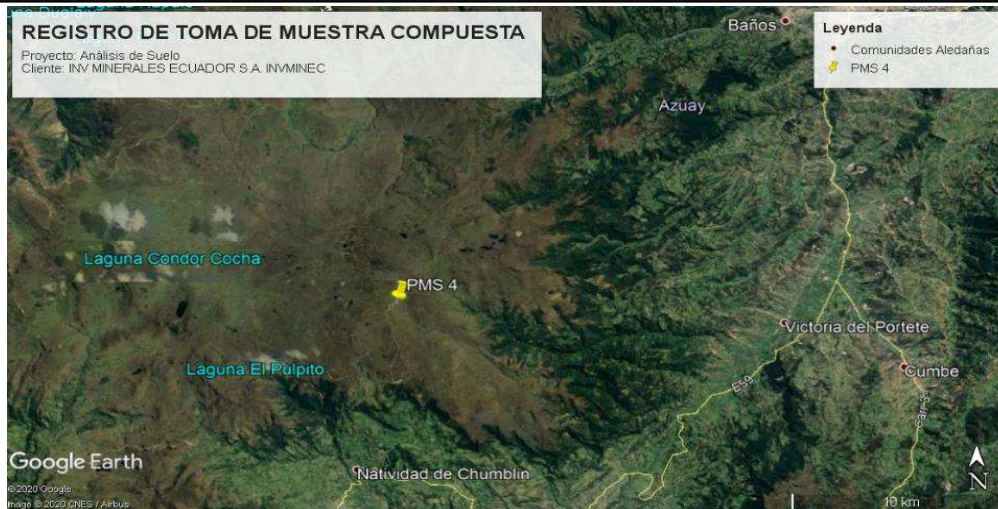 REGISTRO DE TOMA DE MUESTRA COMPUESTA
Proyecto: Análisis de Suelo
Cliente: INV MINERALES ECUADOR S.A. INVMINEC
Baños
Leyenda
Comunidades Aledañas
PMS 4
Azuay
Laguna Condor Cocha
PMS 4
Victoria del Portete
Laguna El Pulpito
Cumbe
E59
Natividad de Chumblin
Google Earth
©2020 Google
Image © 2020 CNES / Airbus
N
10 km